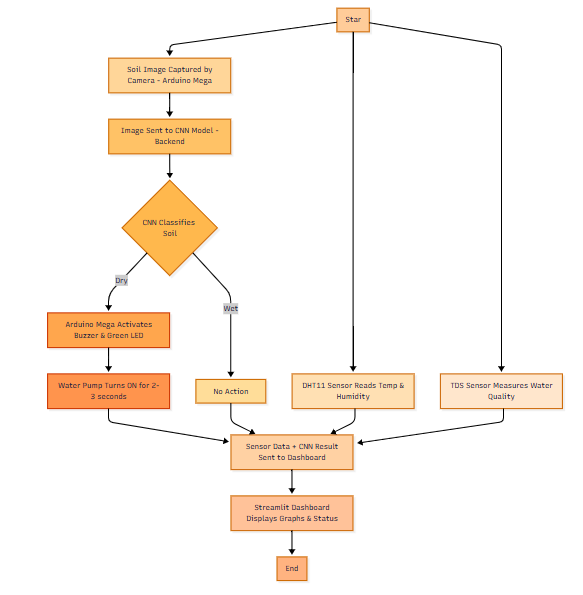 Star
Soil Image Captured by
Camera - Arduino Mega
Image Sent to CNN Model -
Backend
CNN Classifies
Soil
Dry
Wet
Arduino Mega Activates
Buzzer & Green LED
Water Pump Turns ON for 2-
3 seconds
No Action
DHT11 Sensor Reads Temp &
Humidity
TDS Sensor Measures Water
Quality
Sensor Data + CNN Result
Sent to Dashboard
Streamlit Dashboard
Displays Graphs & Status
End